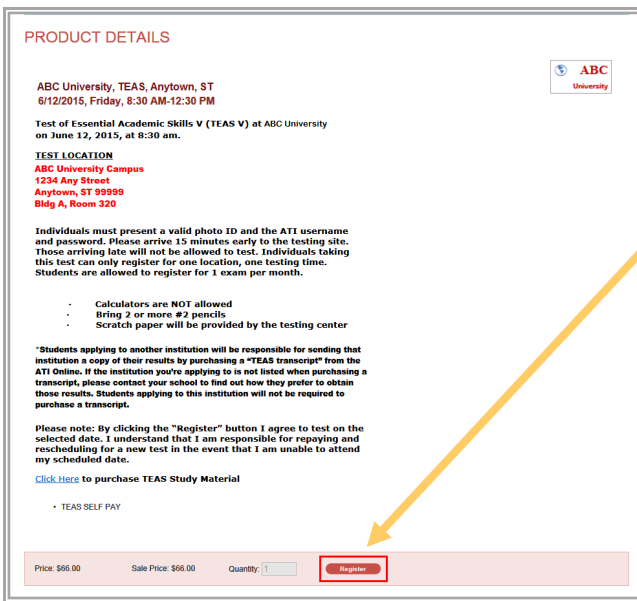 PRODUCT DETAILS
ABC
University
ABC University, TEAS, Anytown, ST
6/12/2015, Friday, 8:30 AM-12:30 PM
Test of Essential Academic Skills V (TEAS V) at ABC University
on June 12, 2015, at 8:30 am.
TEST LOCATION
ABC University Campus
1234 Any Street
Anytown, ST 99999
Bldg A, Room 320
Individuals must present a valid photo ID and the ATI username
and password. Please arrive 15 minutes early to the testing site.
Those arriving late will not be allowed to test. Individuals taking
this test can only register for one location, one testing time.
Students are allowed to register for 1 exam per month.
· Calculators are NOT allowed
· Bring 2 or more #2 pencils
· Scratch paper will be provided by the testing center
*Students applying to another institution will be responsible for sending that
institution a copy of their results by purchasing a “TEAS transcript” from the
ATI Online. If the institution you’re applying to is not listed when purchasing a
transcript, please contact your school to find out how they prefer to obtain
those results. Students applying to this institution will not be required to
purchase a transcript.
Please note: By clicking the “Register” button I agree to test on the
selected date. I understand that I am responsible for repaying and
rescheduling for a new test in the event that I am unable to attend
my scheduled date.
Click Here to purchase TEAS Study Material
• TEAS SELF PAY
Price: $66.00 Sale Price: $66.00 Quantity: 1 Register